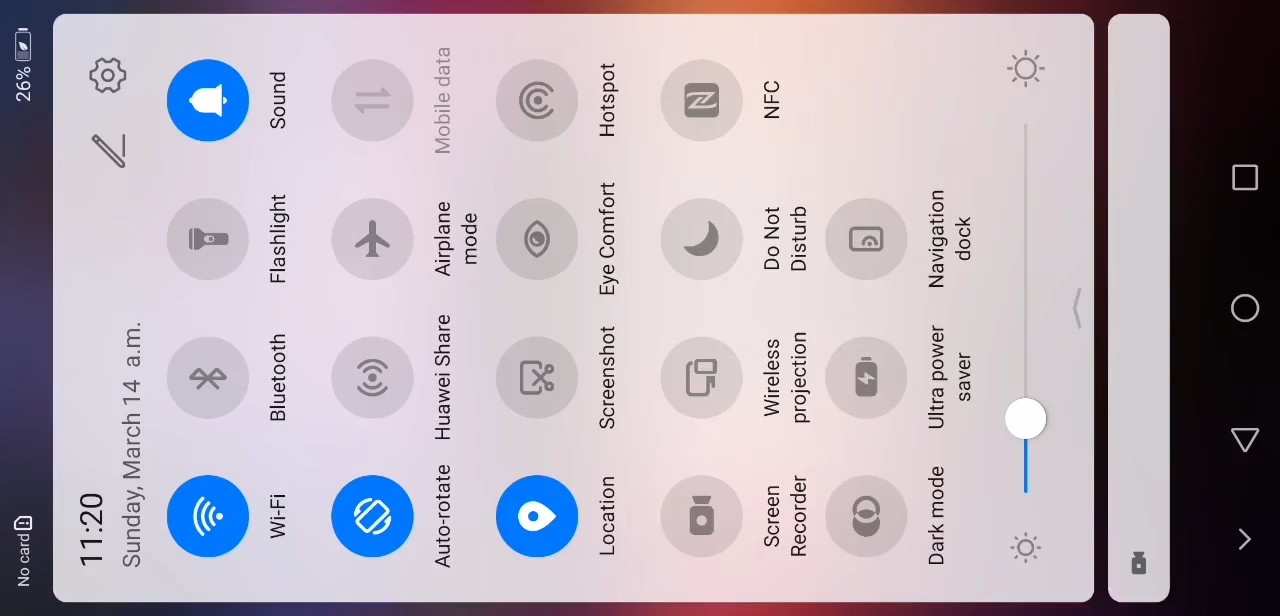 No card
26%
11:20
Sunday, March 14 a.m.
Wi-Fi
Bluetooth
Flashlight
Sound
Auto-rotate
Huawei Share
Airplane
mode
Mobile data
Location
Screenshot
Eye Comfort
Hotspot
Screen
Recorder
Wireless
projection
Do Not
Disturb
NFC
Dark mode
Ultra power
saver
Navigation
dock